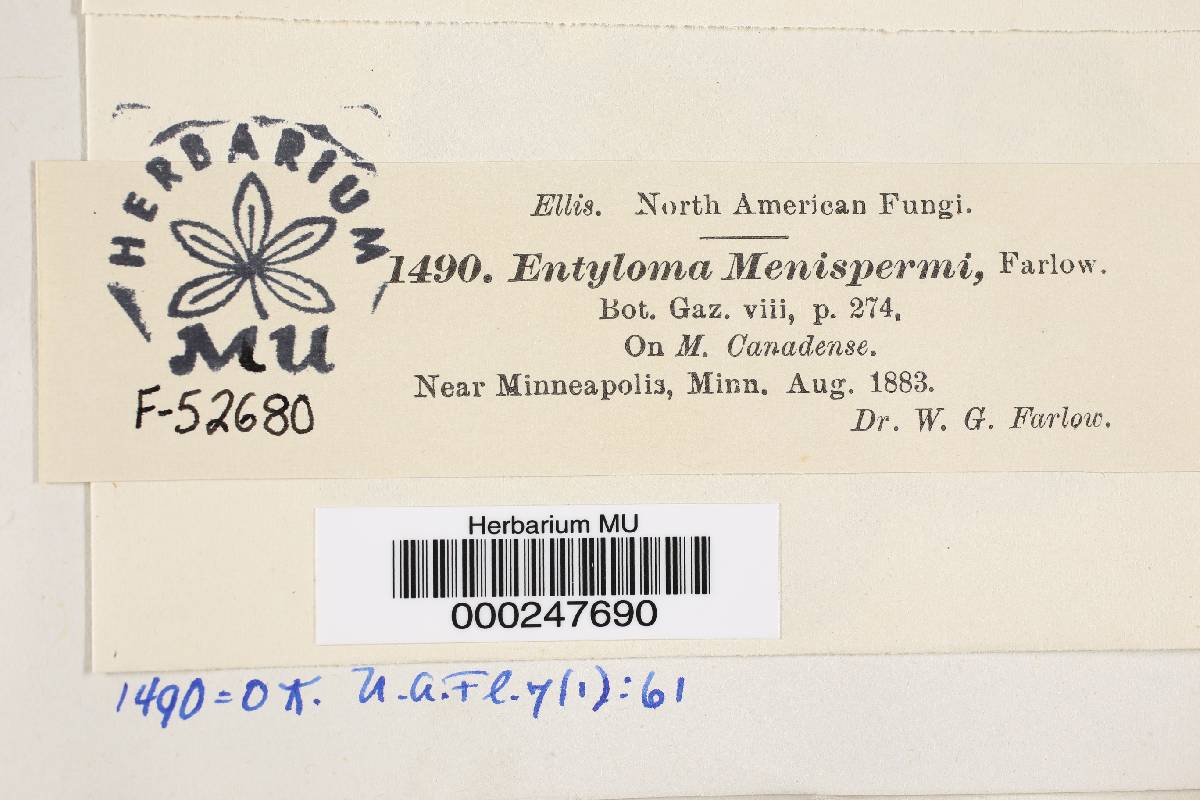 HERBARIUM
MU
F-52680
Ellis. North American Fungi.
1490. Entyloma Menispermi, Farlow.
Bot. Gaz. viii, p. 274.
On M. Canadense.
Near Minneapolis, Minn. Aug. 1883.
Dr. W. G. Farlow.
Herbarium MU
000247690
1490=OK. N.A.Fl.7(1):61